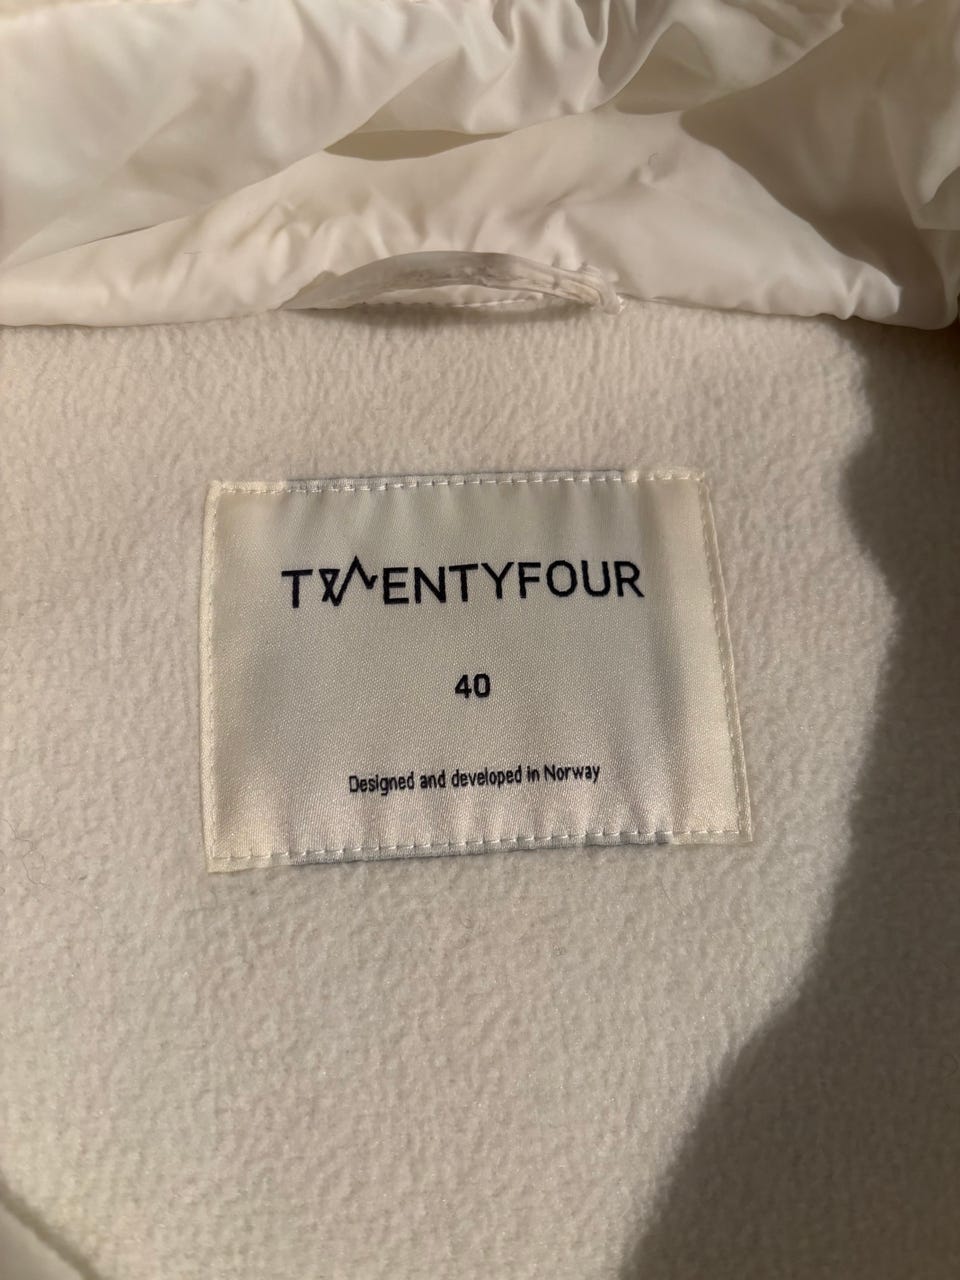 TWENTYFOUR
40
Designed and developed in Norway